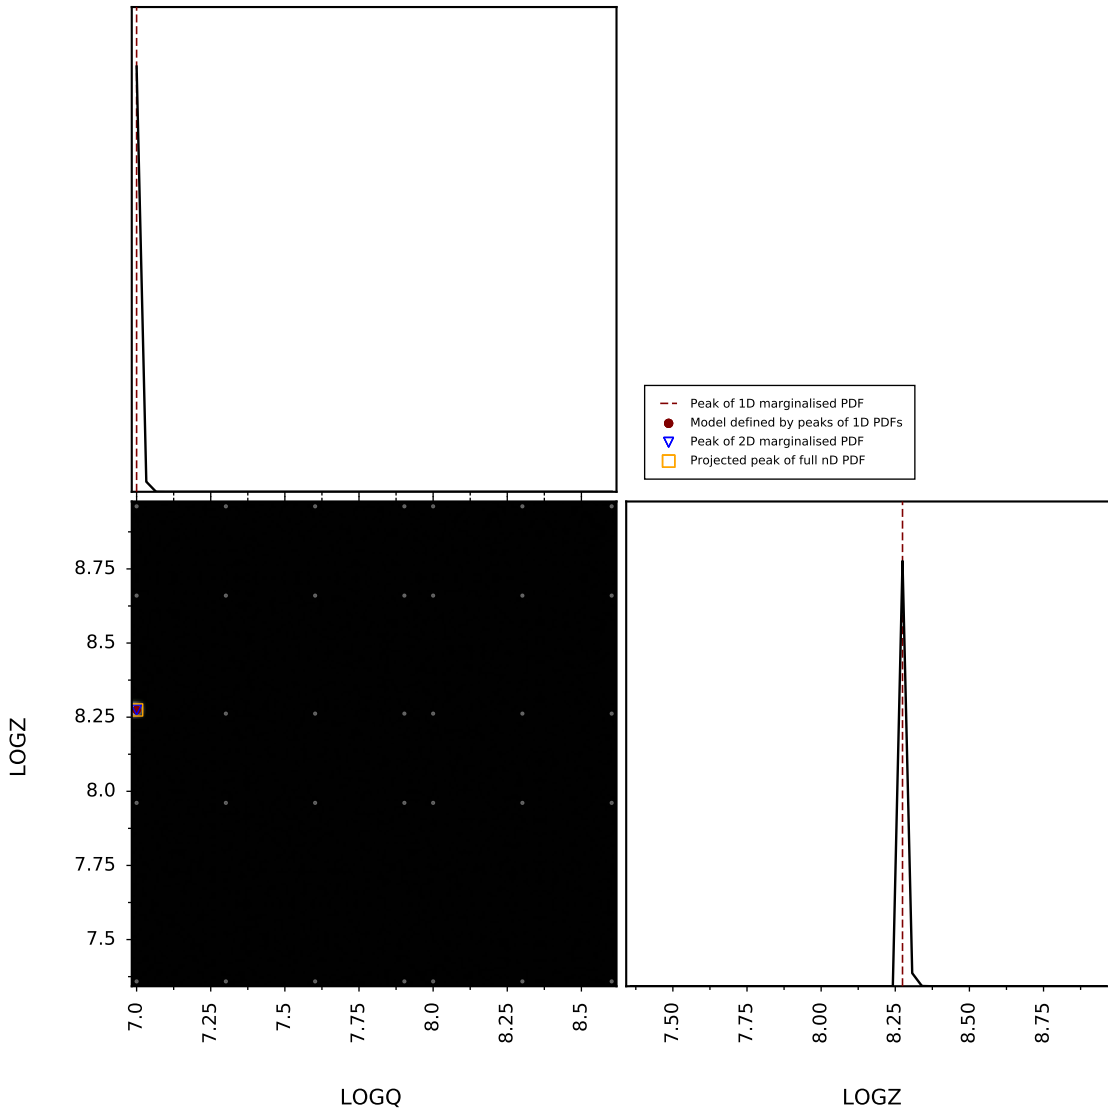 Peak of 1D marginalised PDF
Model defined by peaks of 1D PDFs
Peak of 2D marginalised PDF
Projected peak of full nD PDF
8.75
8.5
8.25
8.0
7.75
7.5
LOGZ
7.0
7.25
7.5
7.75
8.0
8.25
8.5
LOGQ
7.50
7.75
8.00
8.25
8.50
8.75
LOGZ